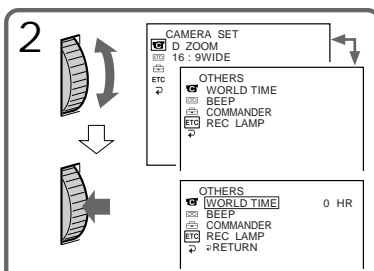 2
CAMERA SET
D ZOOM
16 : 9WIDE
ETC
OTHERS
WORLD TIME
BEEP
COMMANDER
ETC REC LAMP
OTHERS
WORLD TIME 0 HR
BEEP
COMMANDER
ETC REC LAMP
RETURN